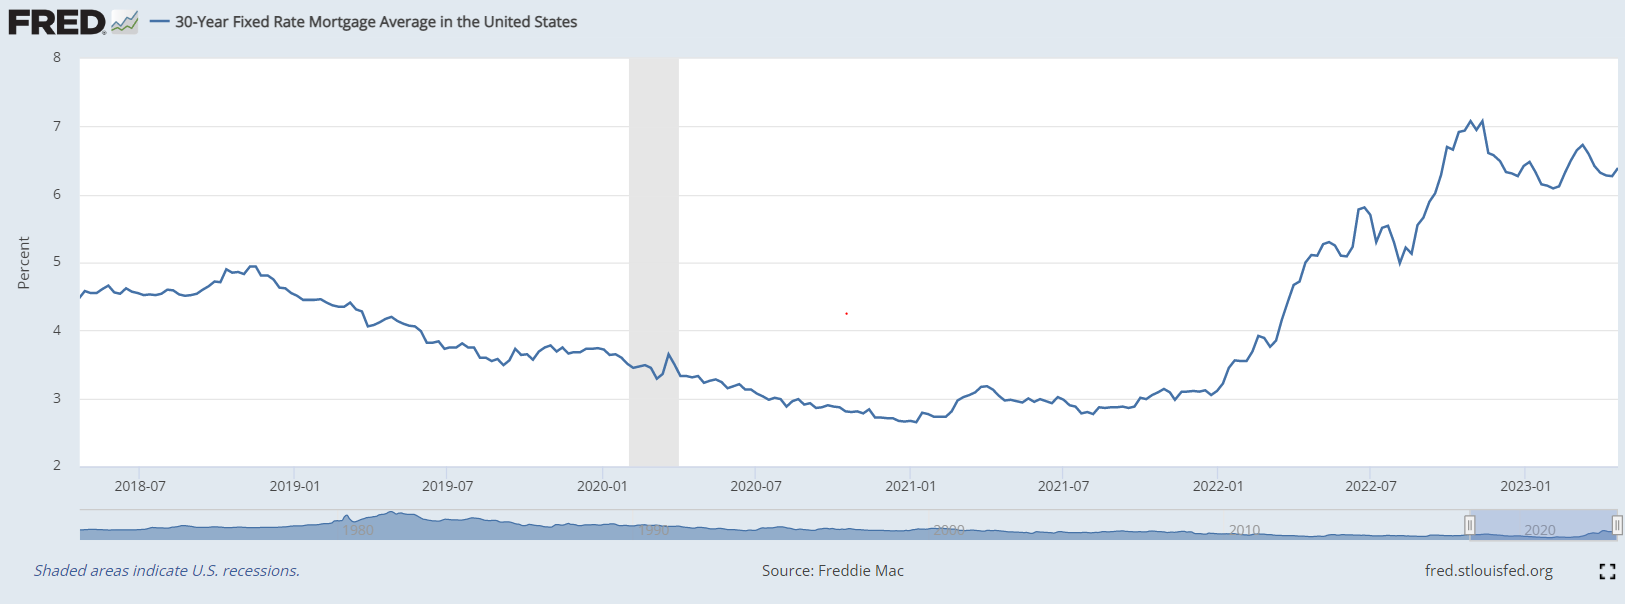 FRED 30-Year Fixed Rate Mortgage Average in the United States
8
7
6
5
4
3
2
Percent
2018-07 2019-01 2019-07 2020-01 2020-07 2021-01 2021-07 2022-01 2022-07 2023-01
1980 1990 2000 2010 2020
Shaded areas indicate U.S. recessions. Source: Freddie Mac fred.stlouisfed.org